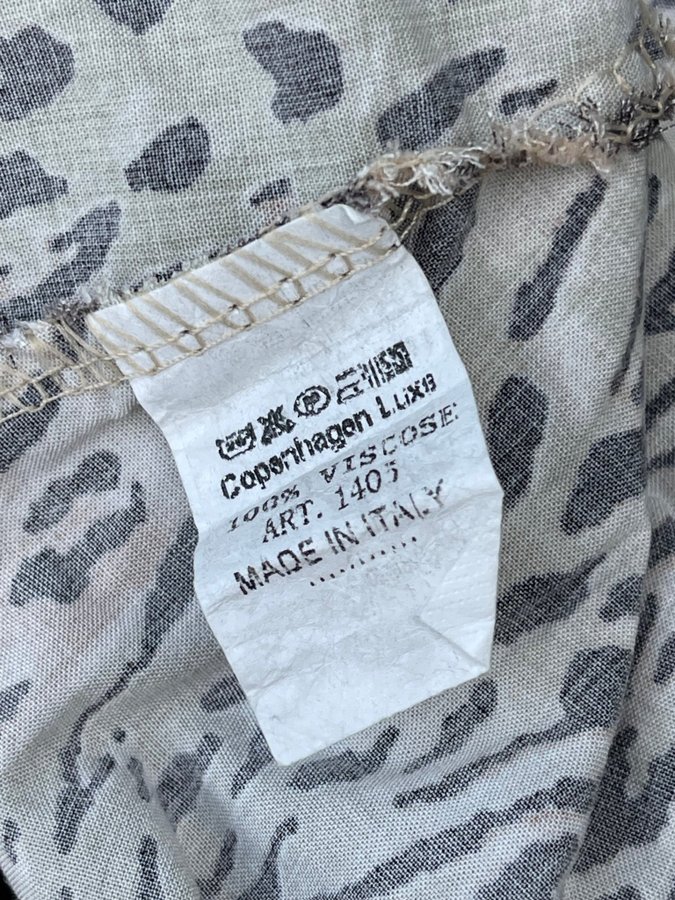 Copenhagen Luxe
100% VISCOSE
ART. 1405
MADE IN ITALY
...........